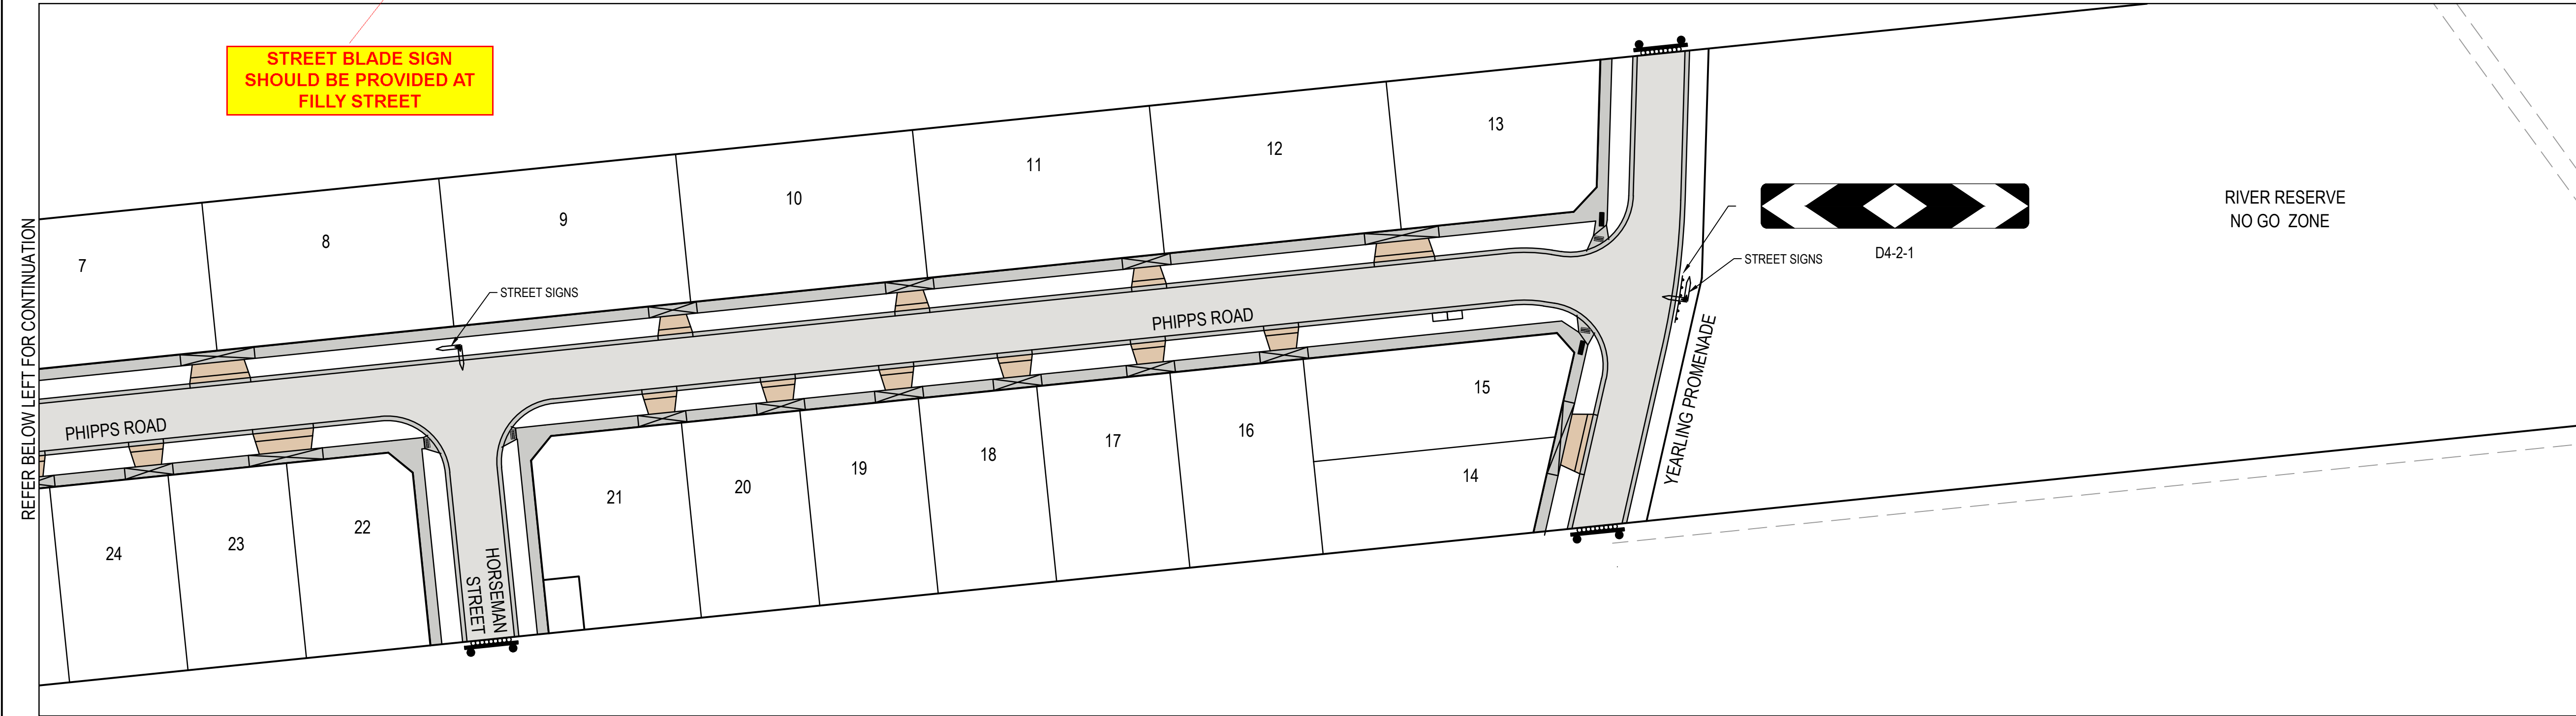 STREET BLADE SIGN
SHOULD BE PROVIDED AT
FILLY STREET
REFER BELOW LEFT FOR CONTINUATION
7
8
9
10
11
12
13
STREET SIGNS
PHIPPS ROAD
PHIPPS ROAD
D4-2-1
STREET SIGNS
RIVER RESERVE
NO GO ZONE
YEARLING PROMENADE
HORSEMAN
STREET
24
23
22
21
20
19
18
17
16
15
14